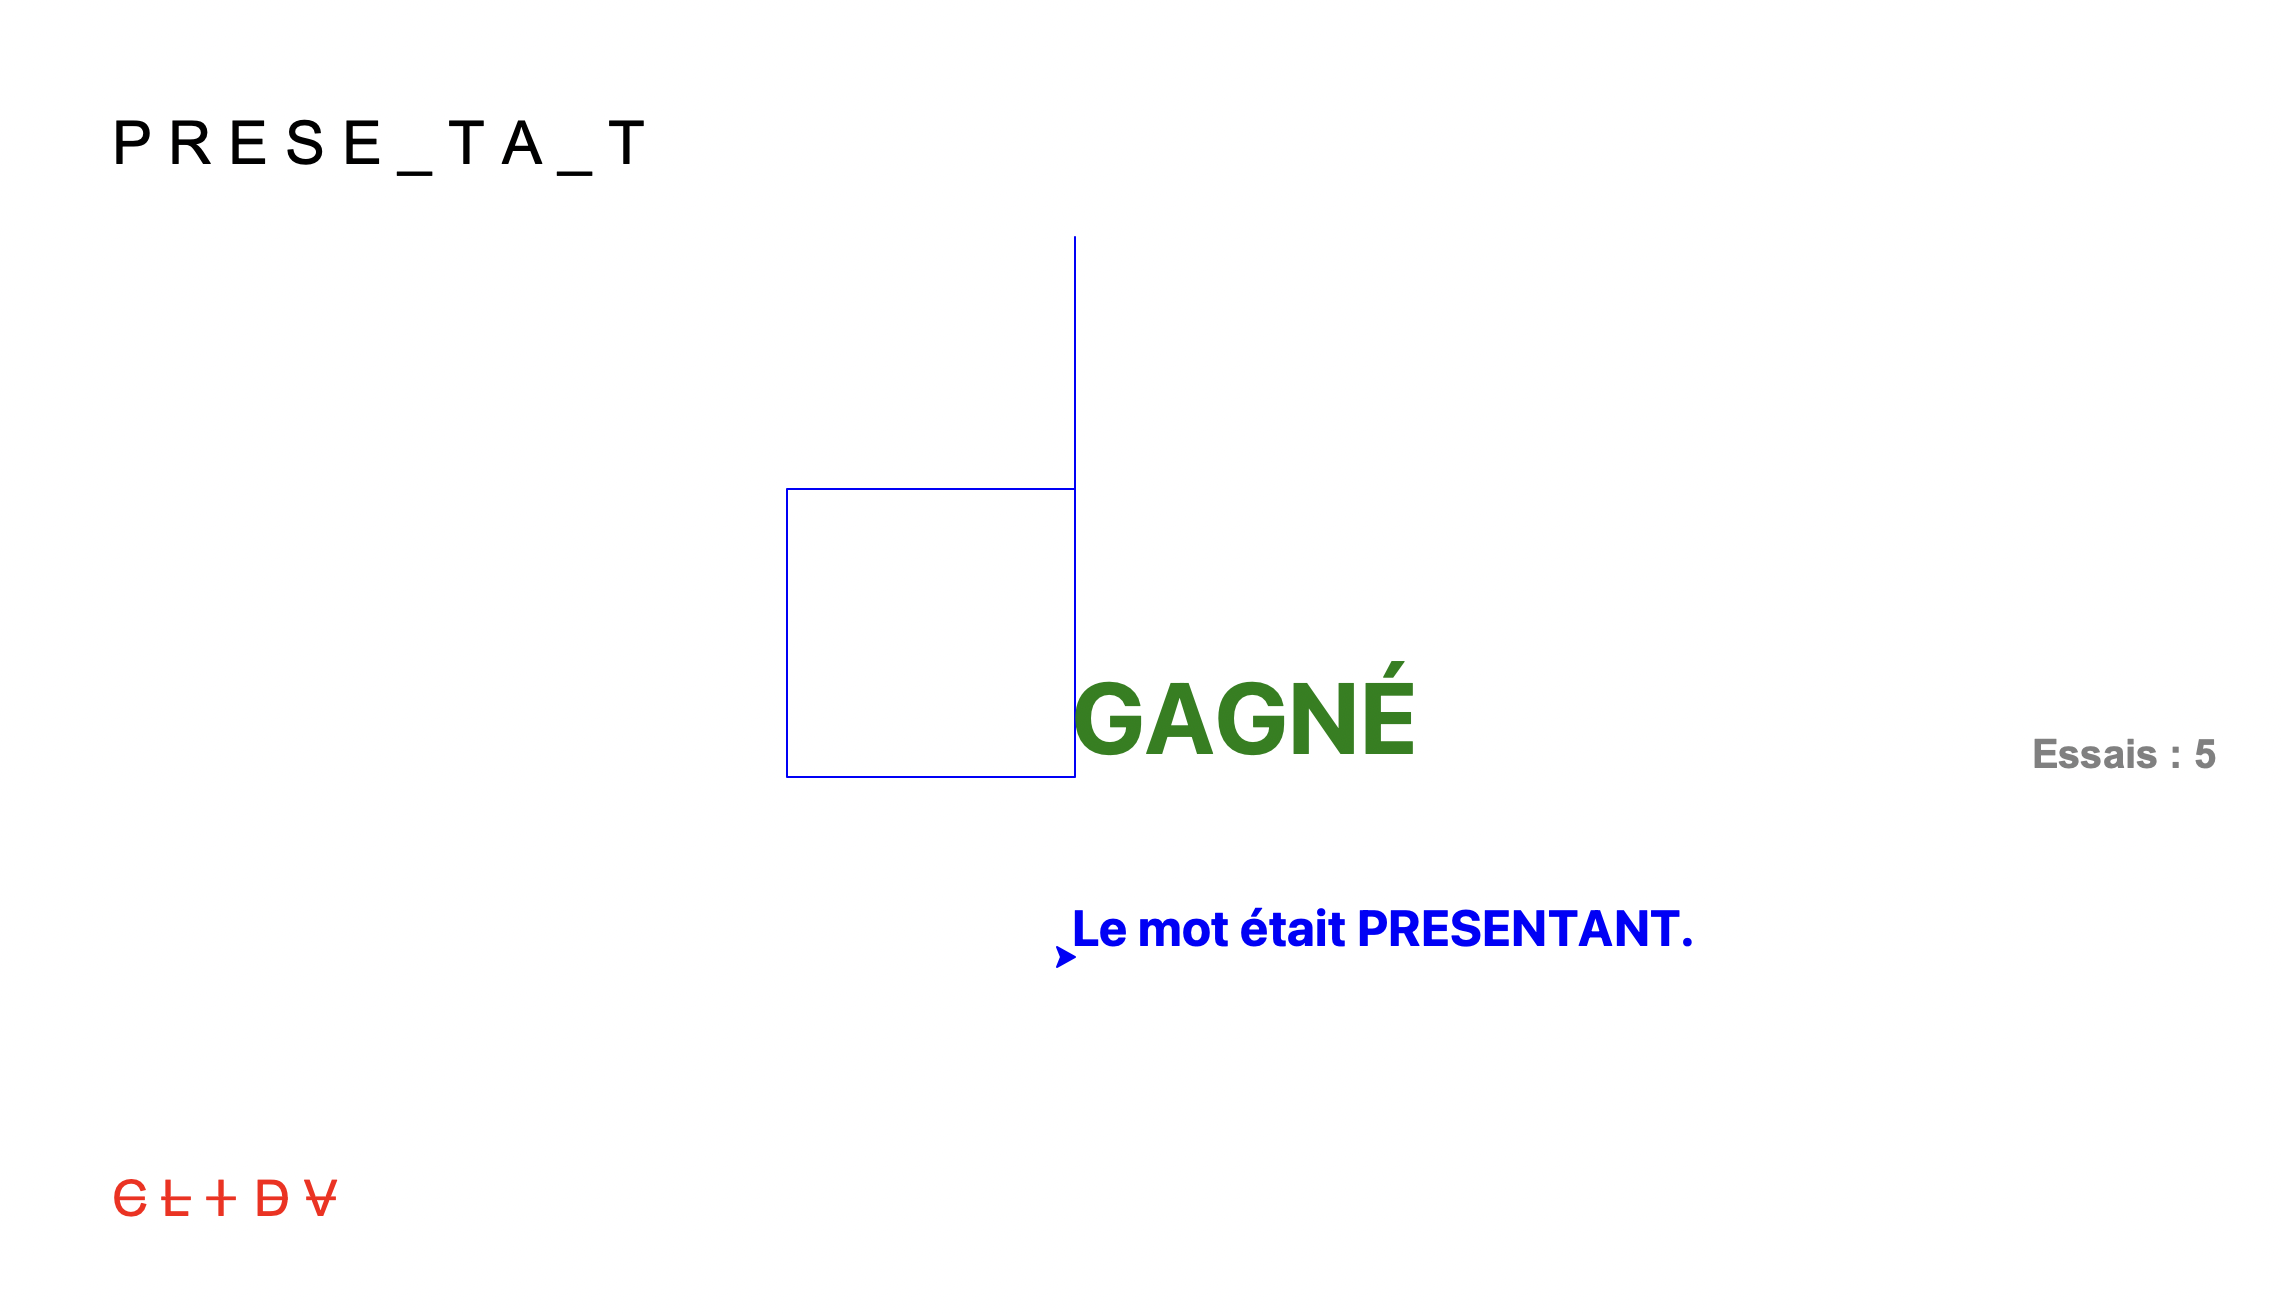 P R E S E _ T A _ T
GAGNÉ
Essais : 5
Le mot était PRESENTANT.
C̶ L̶ I̶ D̶ V̶